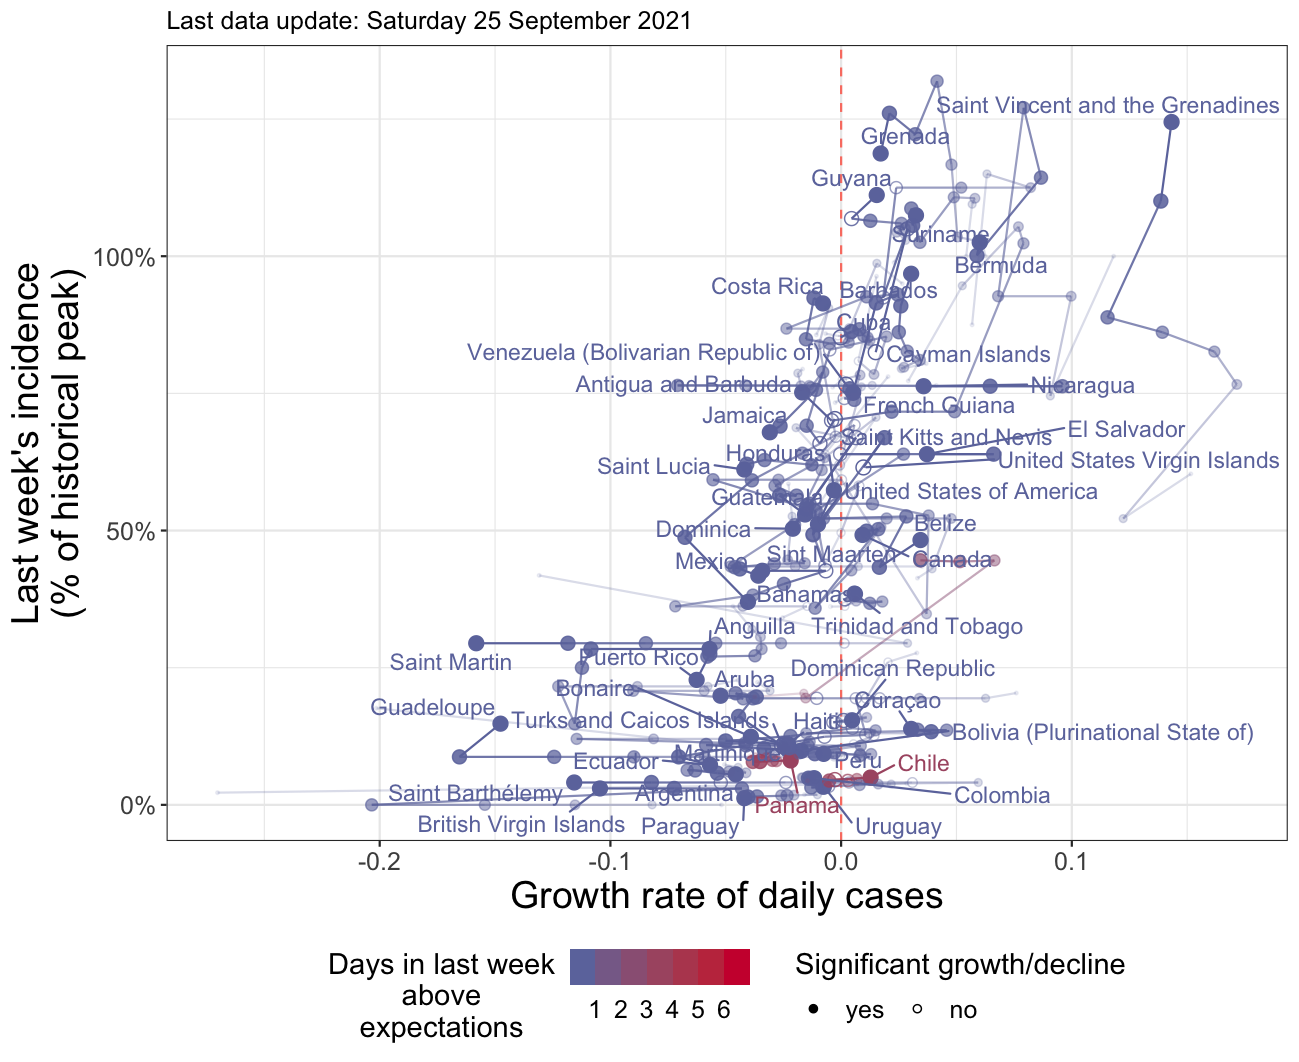 Last data update: Saturday 25 September 2021
Last week's incidence
(% of historical peak)
100%
50%
0%
Saint Vincent and the Grenadines
Grenada
Guyana
Suriname
Bermuda
Costa Rica
Barbados
Cuba
Venezuela (Bolivarian Republic of)
Cayman Islands
Antigua and Barbuda
Nicaragua
French Guiana
Jamaica
El Salvador
Saint Kitts and Nevis
Honduras
United States Virgin Islands
Saint Lucia
United States of America
Guatemala
Belize
Dominica
Sint Maarten
Canada
Mexico
Bahamas
Anguilla
Trinidad and Tobago
Puerto Rico
Saint Martin
Dominican Republic
Aruba
Bonaire
Curaçao
Guadeloupe
Turks and Caicos Islands
Haiti
Bolivia (Plurinational State of)
Martinique
Ecuador
Peru
Chile
Saint Barthélemy
Argentina
Panama
Colombia
British Virgin Islands
Paraguay
Uruguay
-0.2
-0.1
0.0
0.1
Growth rate of daily cases
Days in last week
above
expectations
1 2 3 4 5 6
Significant growth/decline
yes
no